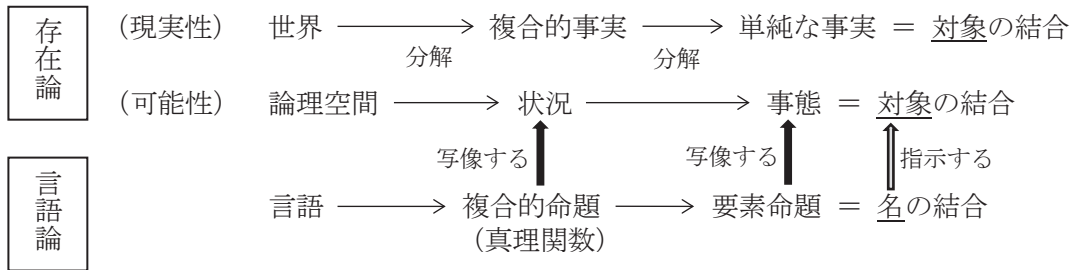 存在論
(現実性) 世界 複合的事実 単純な事実 = 対象の結合
分解 分解
(可能性) 論理空間 状況 事態 = 対象の結合
写像する 写像する 指示する
言語論
言語 複合的命題 要素命題 = 名の結合
(真理関数)